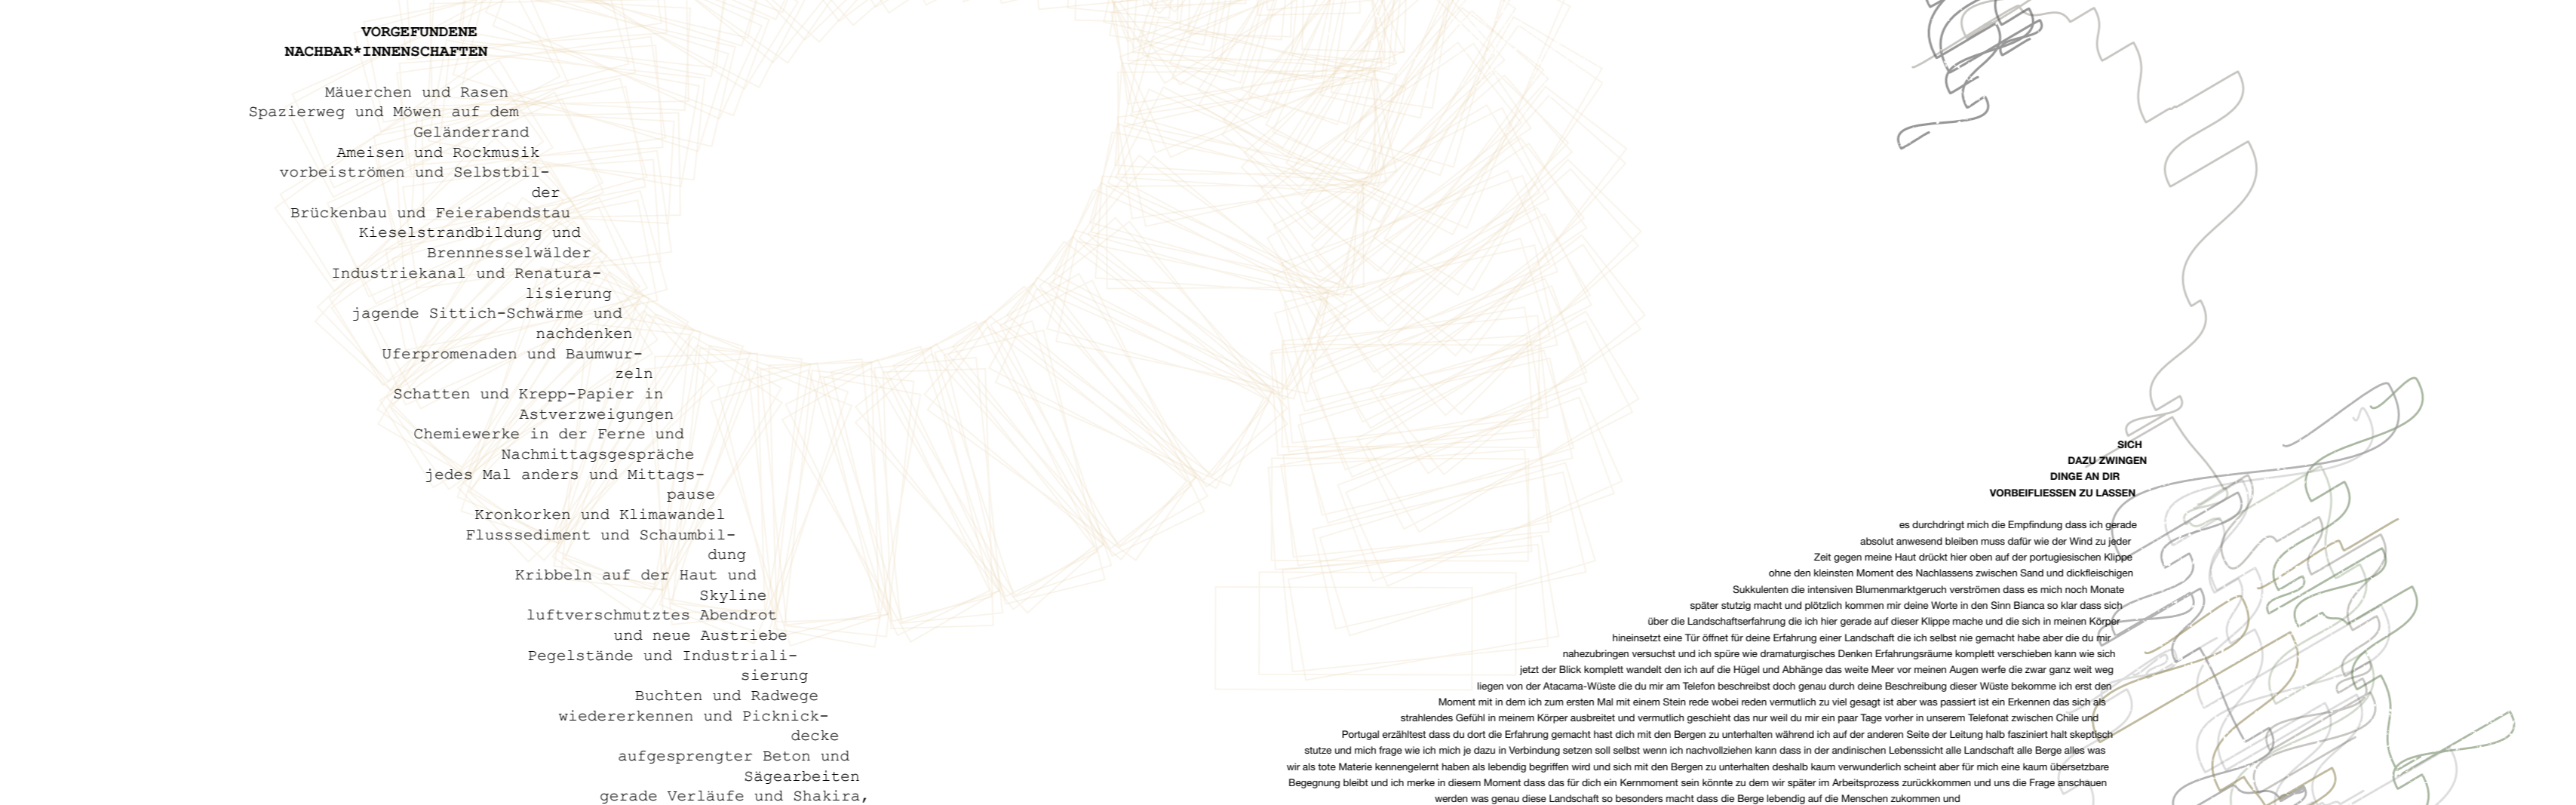 VORGEFUNDENE
NACHBAR*INNENSCHAFTEN
Mäuerchen und Rasen
Spazierweg und Möwen auf dem
Geländerrand
Ameisen und Rockmusik
vorbeiströmen und Selbstbil-
der
Brückenbau und Feierabendstau
Kieselstrandbildung und
Brennnesselwälder
Industriekanal und Renatura-
lisierung
jagende Sittich-Schwärme und
nachdenken
Uferpromenaden und Baumwur-
zeln
Schatten und Krepp-Papier in
Astverzweigungen
Chemiewerke in der Ferne und
Nachmittagsgespräche
jedes Mal anders und Mittags-
pause
Kronkorken und Klimawandel
Flusssediment und Schaumbil-
dung
Kribbeln auf der Haut und
Skyline
luftverschmutztes Abendrot
und neue Austriebe
Pegelstände und Industriali-
sierung
Buchten und Radwege
wiedererkennen und Picknick-
decke
aufgesprengter Beton und
Sägearbeiten
gerade Verläufe und Shakira,
SICH
DAZU ZWINGEN
DINGE AN DIR
VORBEIFLIESSEN ZU LASSEN
es durchdringt mich die Empfindung dass ich gerade
absolut anwesend bleiben muss dafür wie der Wind zu jeder
Zeit gegen meine Haut drückt hier oben auf der portugiesischen Klippe
ohne den kleinsten Moment des Nachlassens zwischen Sand und dickfleischigen
Sukkulenten die intensiven Blumenmarktgeruch verströmen dass es mich noch Monate
später stutzig macht und plötzlich kommen mir deine Worte in den Sinn Bianca so klar dass sich
über die Landschaftserfahrung die ich hier gerade auf dieser Klippe mache und die sich in meinen Körper
hineinsetzt eine Tür öffnet für deine Erfahrung einer Landschaft die ich selbst nie gemacht habe aber die du mir
nahezubringen versuchst und ich spüre wie dramaturgisches Denken Erfahrungsräume komplett verschieben kann wie sich
jetzt der Blick komplett wandelt den ich auf die Hügel und Abhänge das weite Meer vor meinen Augen werfe die zwar ganz weit weg
liegen von der Atacama-Wüste die du mir am Telefon beschreibst doch genau durch deine Beschreibung dieser Wüste bekomme ich erst den
Moment mit in dem ich zum ersten Mal mit einem Stein rede wobei reden vermutlich zu viel gesagt ist aber was passiert ist ein Erkennen das sich als
strahlendes Gefühl in meinem Körper ausbreitet und vermutlich geschieht das nur weil du mir ein paar Tage vorher in unserem Telefonat zwischen Chile und
Portugal erzähltest dass du dort die Erfahrung gemacht hast dich mit den Bergen zu unterhalten während ich auf der anderen Seite der Leitung halb fasziniert halt skeptisch
stutze und mich frage wie ich mich je dazu in Verbindung setzen soll selbst wenn ich nachvollziehen kann dass in der andinischen Lebenssicht alle Landschaft alle Berge alles was
wir als tote Materie kennengelernt haben als lebendig begriffen wird und sich mit den Bergen zu unterhalten deshalb kaum verwunderlich scheint aber für mich eine kaum übersetzbare
Begegnung bleibt und ich merke in diesem Moment dass das für dich ein Kernmoment sein könnte zu dem wir später im Arbeitsprozess zurückkommen und uns die Frage anschauen
werden was genau diese Landschaft so besonders macht dass die Berge lebendig auf die Menschen zukommen und